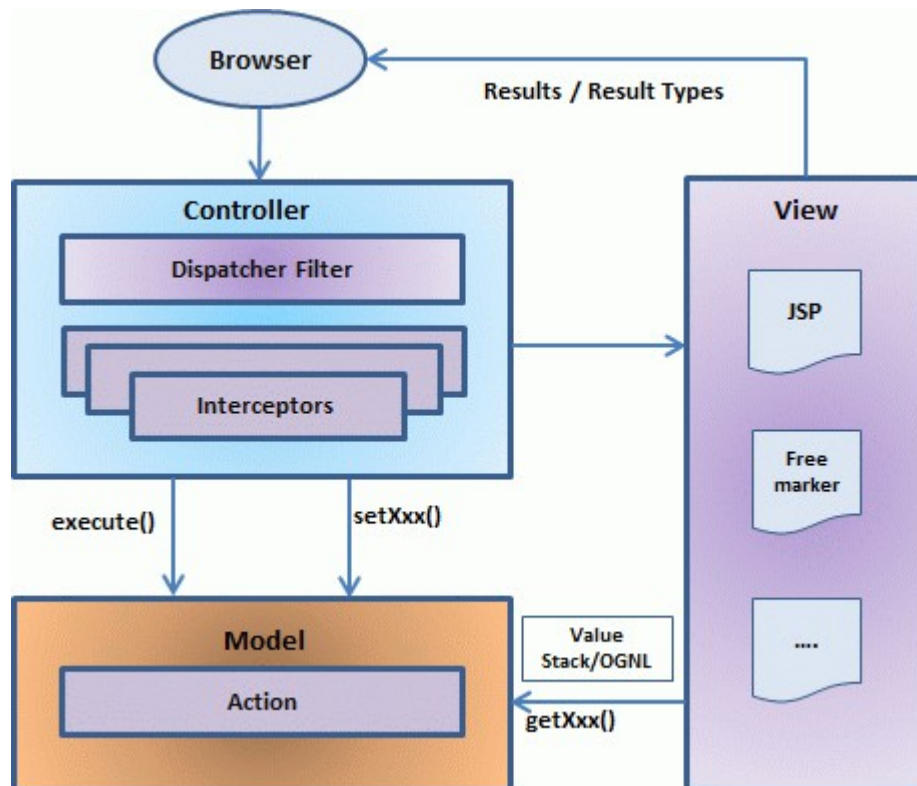 Browser
Results / Result Types
Controller
Dispatcher Filter
Interceptors
execute()
setXxx()
Model
Action
Value
Stack/OGNL
getXxx()
View
JSP
Free
marker
....